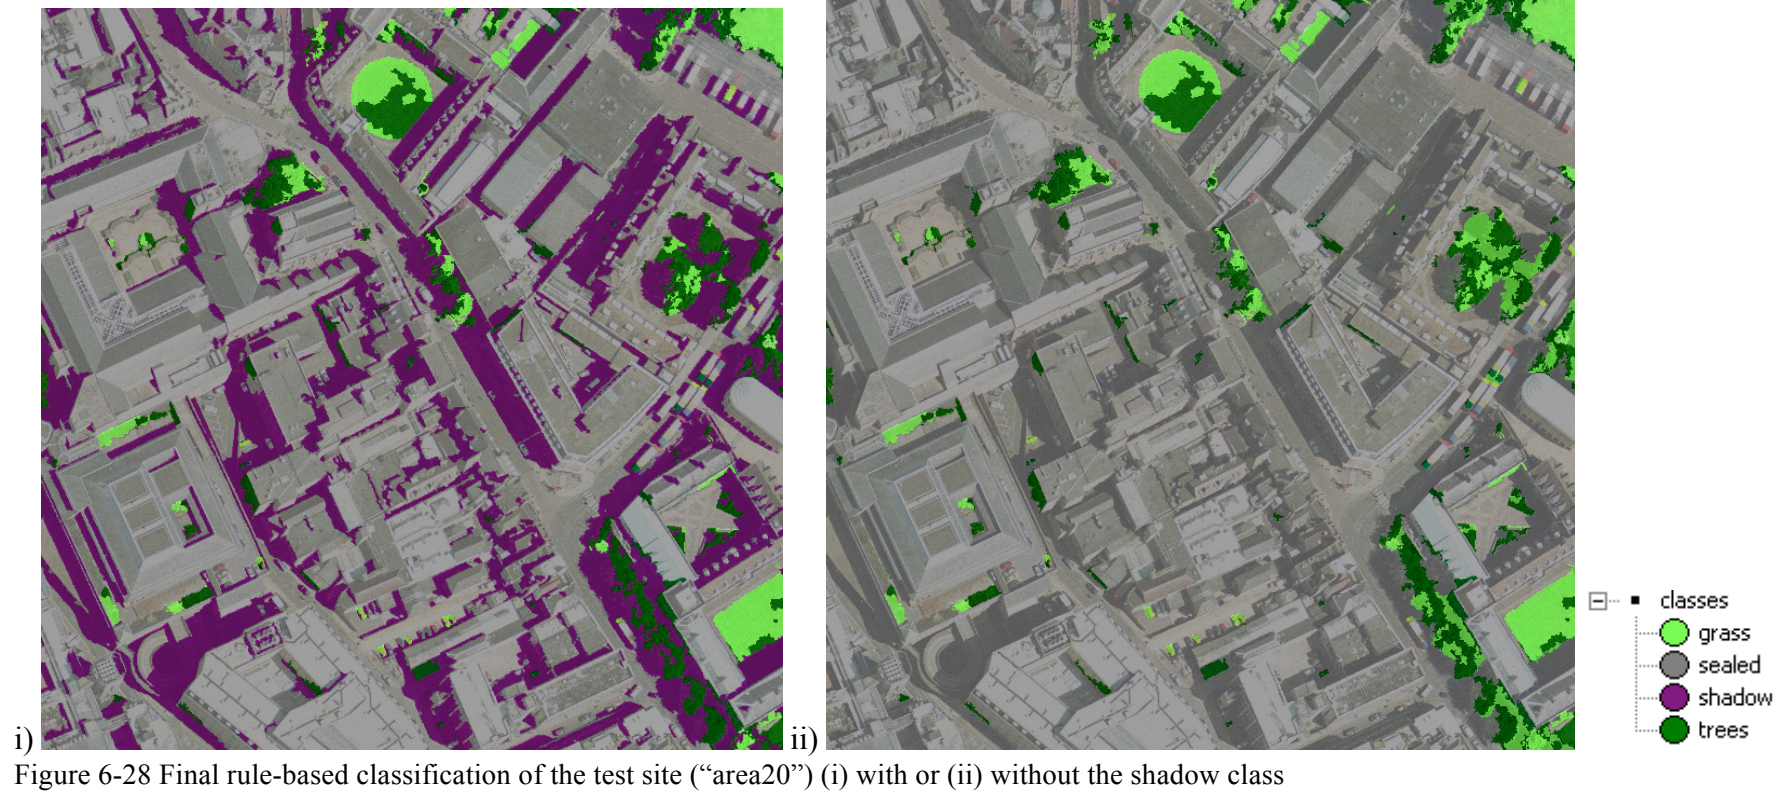 classes
grass
sealed
shadow
trees
i)
ii)
Figure 6-28 Final rule-based classification of the test site (“area20”) (i) with or (ii) without the shadow class